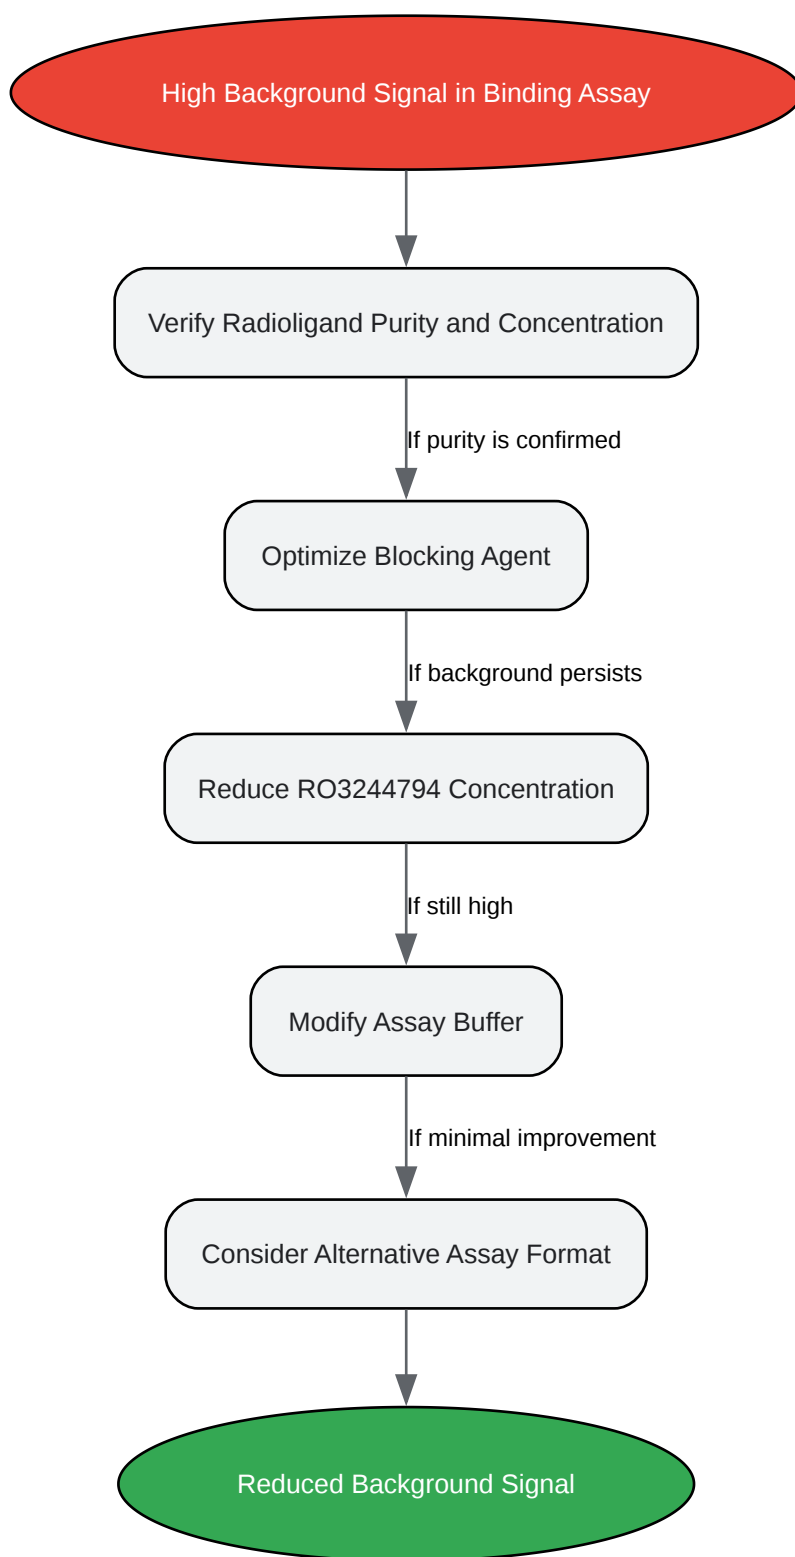 High Background Signal in Binding Assay
Verify Radioligand Purity and Concentration
If purity is confirmed
Optimize Blocking Agent
If background persists
Reduce RO3244794 Concentration
If still high
Modify Assay Buffer
If minimal improvement
Consider Alternative Assay Format
Reduced Background Signal